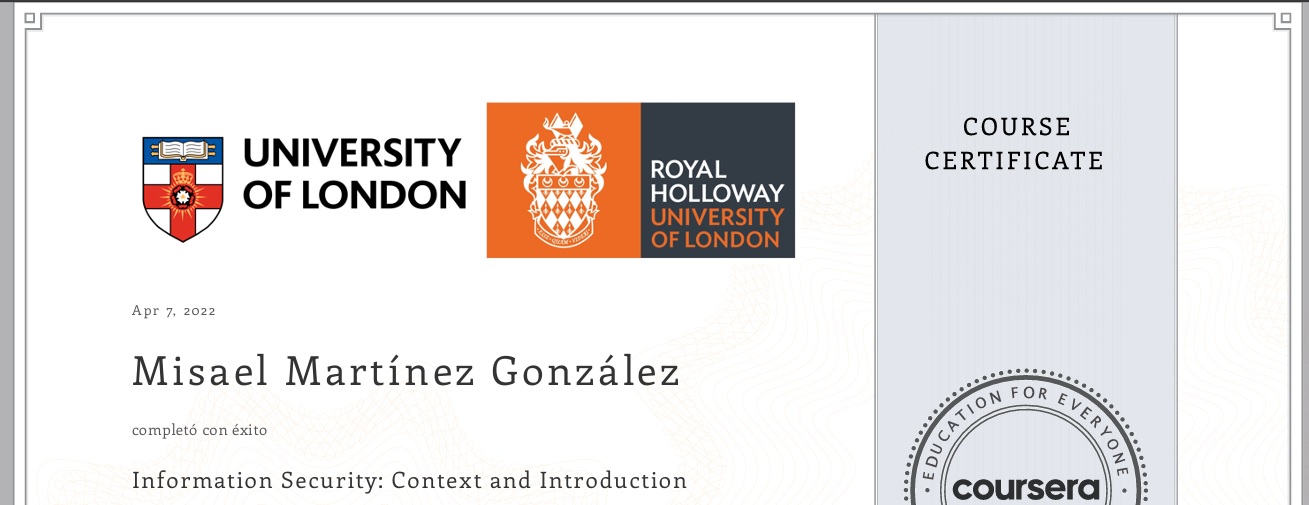 UNIVERSITY
OF LONDON
ROYAL
HOLLOWAY
UNIVERSITY
OF LONDON
COURSE
CERTIFICATE
Apr 7, 2022
Misael Martínez González
completó con éxito
Information Security: Context and Introduction
EDUCATION FOR EVERYONE
coursera